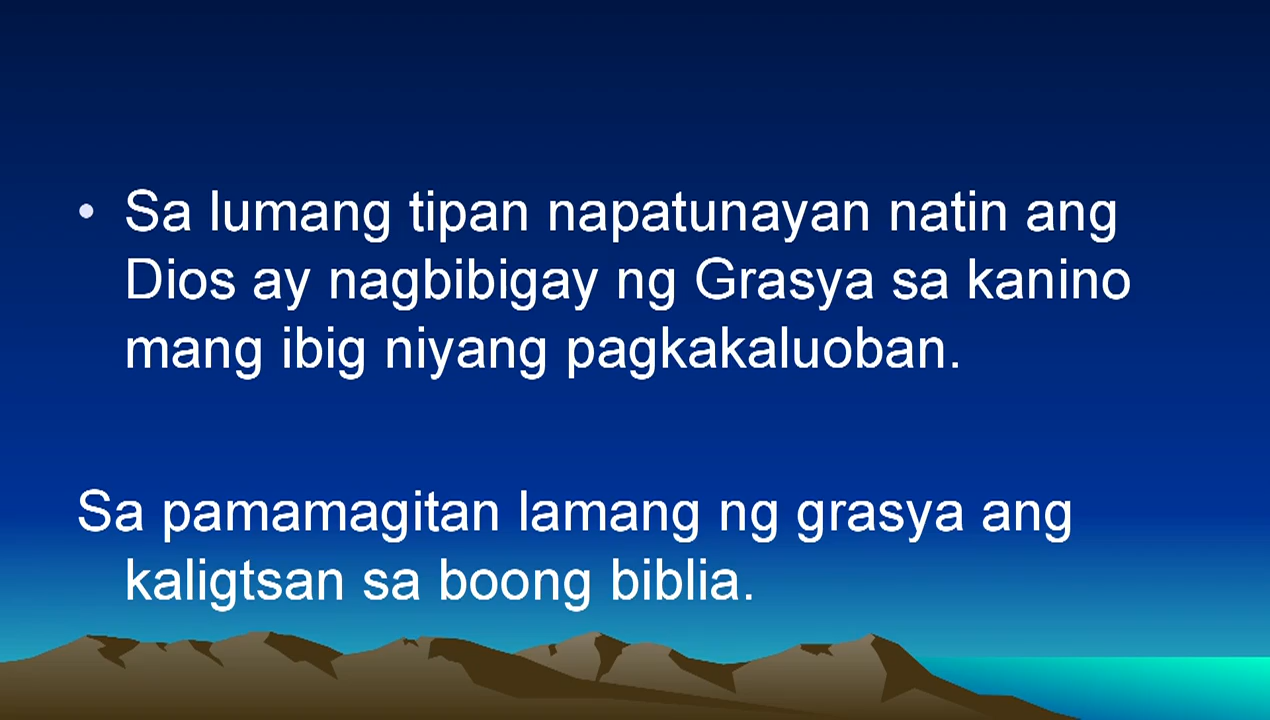 • Sa lumang tipan napatunayan natin ang
Dios ay nagbibigay ng Grasya sa kanino
mang ibig niyang pagkakaluoban.
Sa pamamagitan lamang ng grasya ang
kaligtsan sa boong biblia.